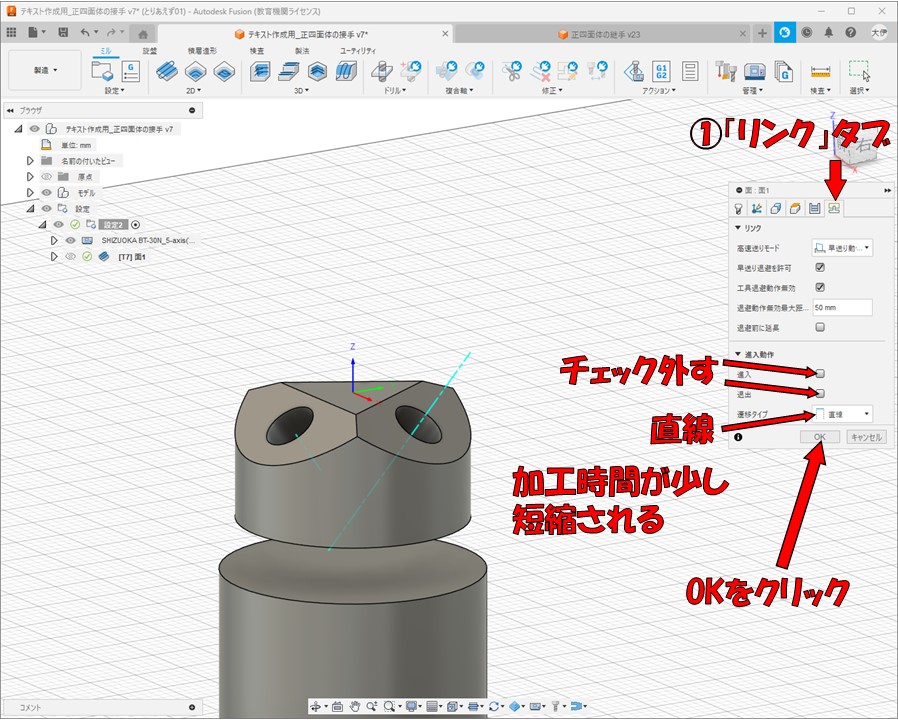 テキスト作成用_正四面体の接手 v7* (とりあえず01) - Autodesk Fusion (教育機関ライセンス)
テキスト作成用_正四面体の接手 v7*
正四面体の継手 v23
大伊
ミル
旋盤
積層造形
検査
製法
ユーティリティ
製造
設定
2D
3D
ドリル
複合軸
修正
アクション
管理
検査
選択
G1
G2
ブラウザ
テキスト作成用_正四面体の接手 v7
単位: mm
名前の付いたビュー
原点
モデル
設定
設定2
SHIZUOKA BT-30N_5-axis(...
[T7] 面1
①「リンク」タブ
Z
右
X
面 : 面1
リンク
高速送りモード
早送り動...
早送り退避を許可
工具退避動作無効
退避動作無効最大距...
50 mm
退避前に延長
進入動作
進入
退出
遷移タイプ
直線
OK
キャンセル
チェック外す
直線
加工時間が少し
短縮される
OKをクリック
Z
コメント